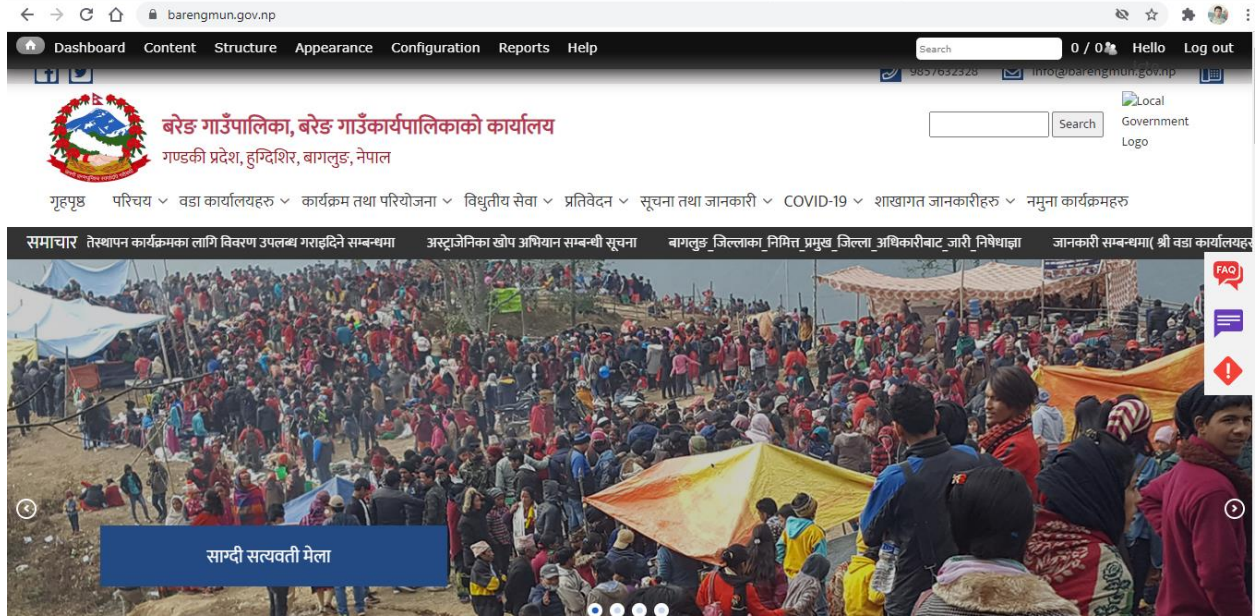 barengmun.gov.np
Dashboard Content Structure Appearance Configuration Reports Help Search 0 / 0 Hello Log out
9857632328 info@barengmun.gov.np
बरेङ गाउँपालिका, बरेङ गाउँकार्यपालिकाको कार्यालय
गण्डकी प्रदेश, हुग्दिशिर, बागलुङ, नेपाल
Search
Local
Government
Logo
गृहपृष्ठ परिचय वडा कार्यालयहरु कार्यक्रम तथा परियोजना विधुतीय सेवा प्रतिवेदन सूचना तथा जानकारी COVID-19 शाखागत जानकारीहरु नमुना कार्यक्रमहरु
समाचार तेस्थापन कार्यक्रमका लागि विवरण उपलब्ध गराइदिने सम्बन्धमा अस्ट्राजेनिका खोप अभियान सम्बन्धी सूचना बागलुङ_जिल्लाका_निमित्त_प्रमुख_जिल्ला_अधिकारीबाट_जारी_निषेधाज्ञा जानकारी सम्बन्धमा( श्री वडा कार्यालयहरु
FAQ
साग्दी सत्यवती मेला